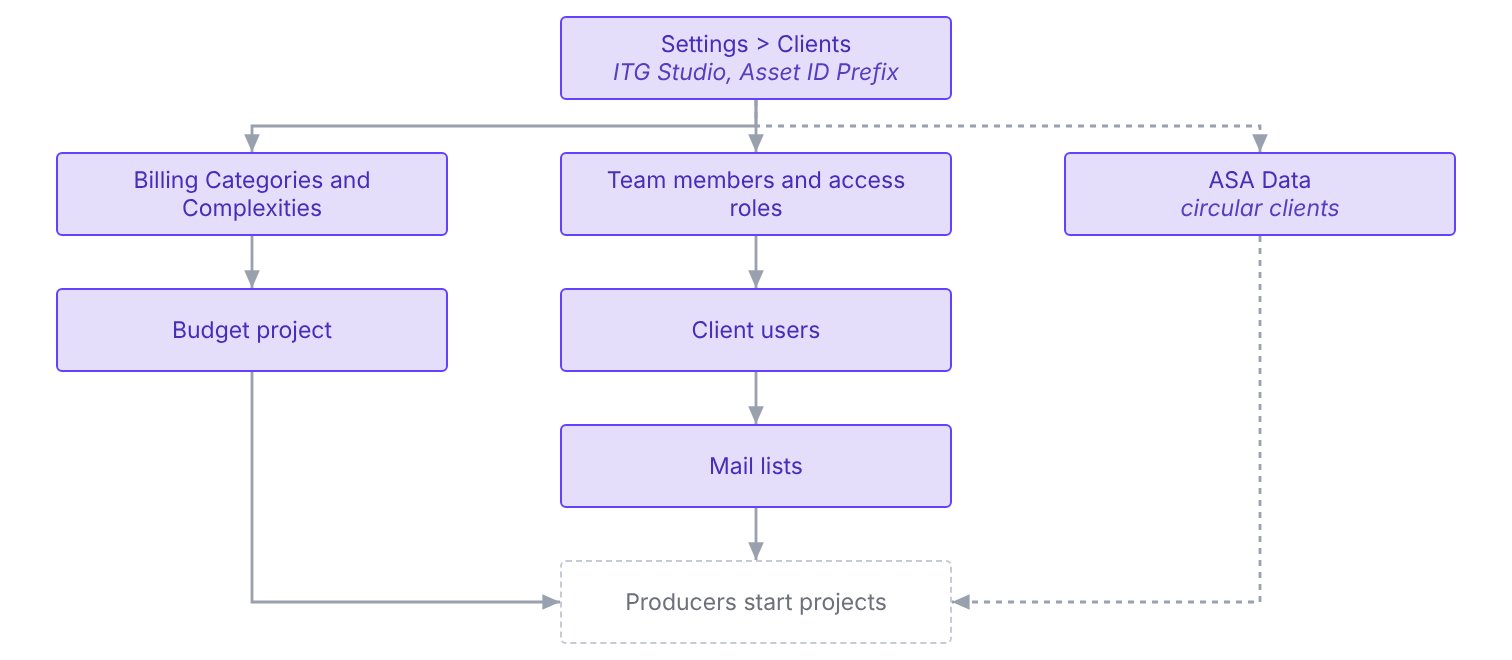 Settings > Clients
ITG Studio, Asset ID Prefix
Billing Categories and
Complexities
Team members and access
roles
ASA Data
circular clients
Budget project
Client users
Mail lists
Producers start projects